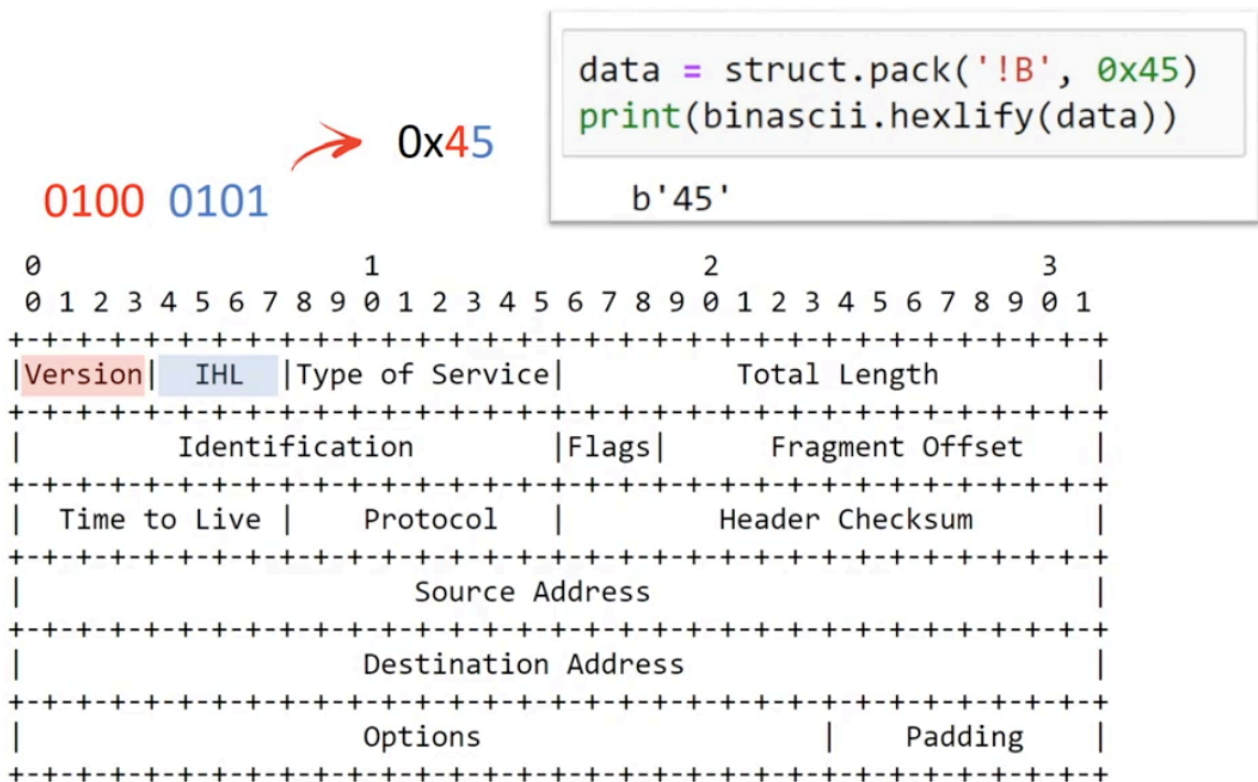 data = struct.pack('!B', 0x45)
print(binascii.hexlify(data))
b'45'
0x45
0100 0101
 0                   1                   2                   3
 0 1 2 3 4 5 6 7 8 9 0 1 2 3 4 5 6 7 8 9 0 1 2 3 4 5 6 7 8 9 0 1
+-+-+-+-+-+-+-+-+-+-+-+-+-+-+-+-+-+-+-+-+-+-+-+-+-+-+-+-+-+-+-+-+
|Version|  IHL  |Type of Service|          Total Length         |
+-+-+-+-+-+-+-+-+-+-+-+-+-+-+-+-+-+-+-+-+-+-+-+-+-+-+-+-+-+-+-+-+
|         Identification        |Flags|      Fragment Offset    |
+-+-+-+-+-+-+-+-+-+-+-+-+-+-+-+-+-+-+-+-+-+-+-+-+-+-+-+-+-+-+-+-+
|  Time to Live |    Protocol   |         Header Checksum       |
+-+-+-+-+-+-+-+-+-+-+-+-+-+-+-+-+-+-+-+-+-+-+-+-+-+-+-+-+-+-+-+-+
|                       Source Address                          |
+-+-+-+-+-+-+-+-+-+-+-+-+-+-+-+-+-+-+-+-+-+-+-+-+-+-+-+-+-+-+-+-+
|                    Destination Address                        |
+-+-+-+-+-+-+-+-+-+-+-+-+-+-+-+-+-+-+-+-+-+-+-+-+-+-+-+-+-+-+-+-+
|                    Options                    |    Padding    |
+-+-+-+-+-+-+-+-+-+-+-+-+-+-+-+-+-+-+-+-+-+-+-+-+-+-+-+-+-+-+-+-+